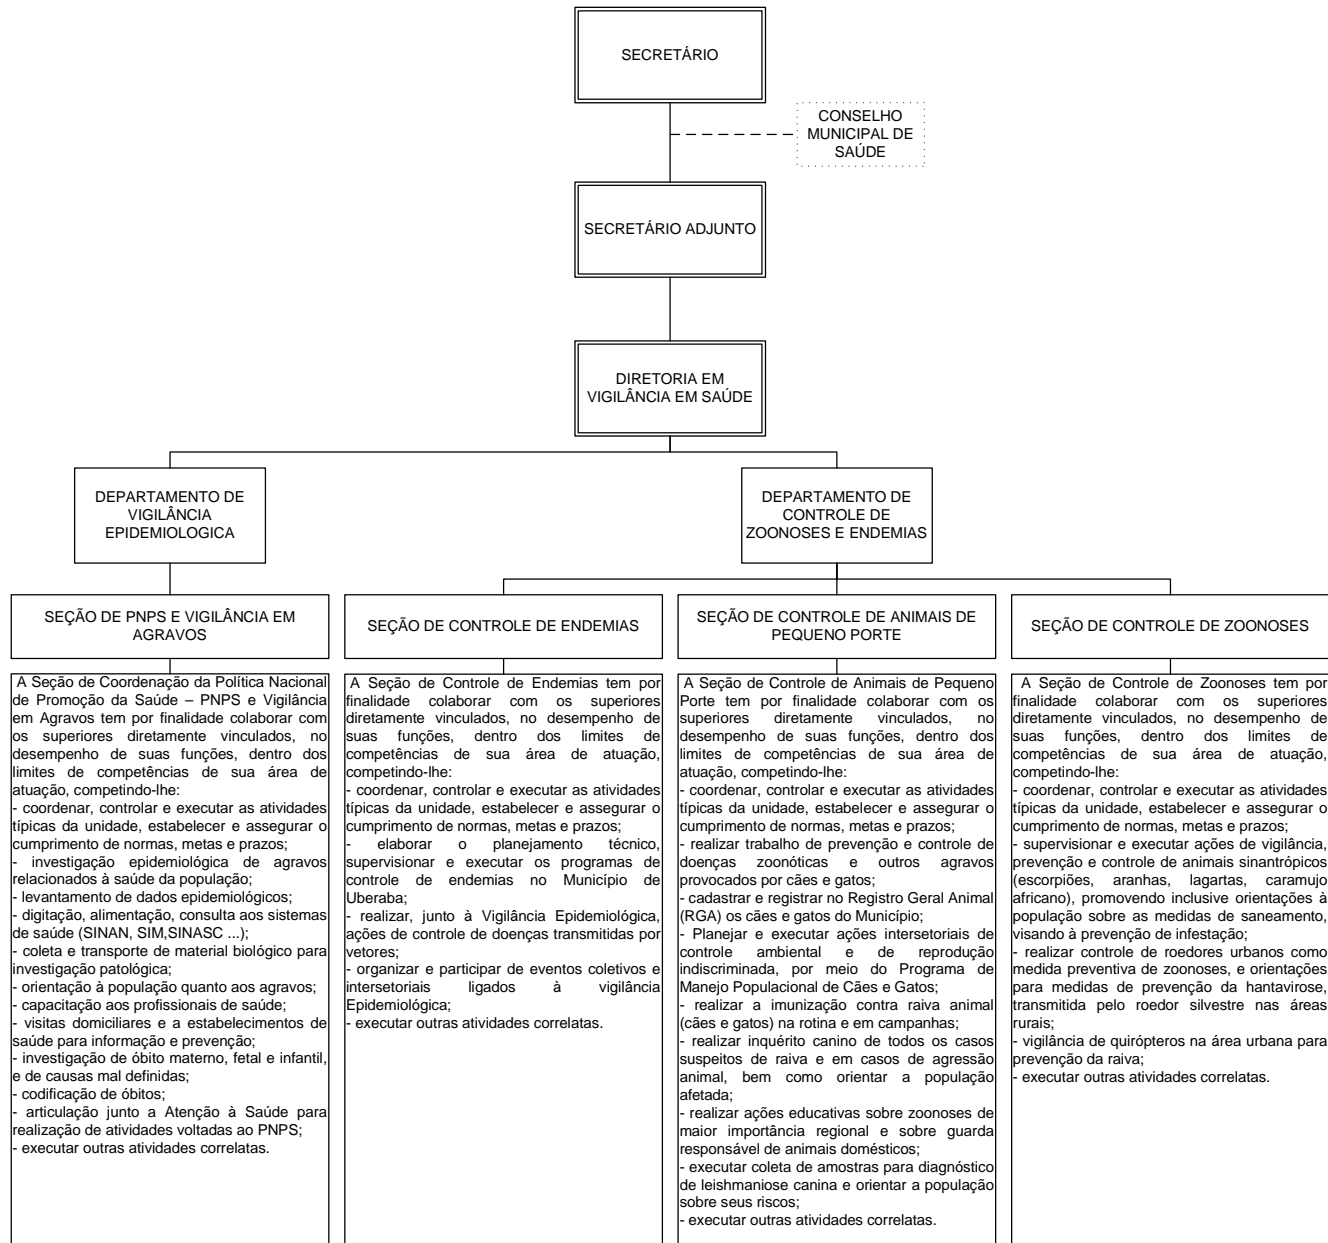 SECRETÁRIO
CONSELHO
MUNICIPAL DE
SAÚDE
SECRETÁRIO ADJUNTO
DIRETORIA EM
VIGILÂNCIA EM SAÚDE
DEPARTAMENTO DE
VIGILÂNCIA
EPIDEMIOLOGICA
DEPARTAMENTO DE
CONTROLE DE
ZOONOSES E ENDEMIAS
SEÇÃO DE PNPS E VIGILÂNCIA EM
AGRAVOS
SEÇÃO DE CONTROLE DE ENDEMIAS
SEÇÃO DE CONTROLE DE ANIMAIS DE
PEQUENO PORTE
SEÇÃO DE CONTROLE DE ZOONOSES
A Seção de Coordenação da Política Nacional
de Promoção da Saúde – PNPS e Vigilância
em Agravos tem por finalidade colaborar com
os superiores diretamente vinculados, no
desempenho de suas funções, dentro dos
limites de competências de sua área de
atuação, competindo-lhe:
- coordenar, controlar e executar as atividades
típicas da unidade, estabelecer e assegurar o
cumprimento de normas, metas e prazos;
- investigação epidemiológica de agravos
relacionados à saúde da população;
- levantamento de dados epidemiológicos;
- digitação, alimentação, consulta aos sistemas
de saúde (SINAN, SIM,SINASC ...);
- coleta e transporte de material biológico para
investigação patológica;
- orientação à população quanto aos agravos;
- capacitação aos profissionais de saúde;
- visitas domiciliares e a estabelecimentos de
saúde para informação e prevenção;
- investigação de óbito materno, fetal e infantil,
e de causas mal definidas;
- codificação de óbitos;
- articulação junto a Atenção à Saúde para
realização de atividades voltadas ao PNPS;
- executar outras atividades correlatas.
A Seção de Controle de Endemias tem por
finalidade colaborar com os superiores
diretamente vinculados, no desempenho de
suas funções, dentro dos limites de
competências de sua área de atuação,
competindo-lhe:
- coordenar, controlar e executar as atividades
típicas da unidade, estabelecer e assegurar o
cumprimento de normas, metas e prazos;
- elaborar o planejamento técnico,
supervisionar e executar os programas de
controle de endemias no Município de
Uberaba;
- realizar, junto à Vigilância Epidemiológica,
ações de controle de doenças transmitidas por
vetores;
- organizar e participar de eventos coletivos e
intersetoriais ligados à vigilância
Epidemiológica;
- executar outras atividades correlatas.
A Seção de Controle de Animais de Pequeno
Porte tem por finalidade colaborar com os
superiores diretamente vinculados, no
desempenho de suas funções, dentro dos
limites de competências de sua área de
atuação, competindo-lhe:
- coordenar, controlar e executar as atividades
típicas da unidade, estabelecer e assegurar o
cumprimento de normas, metas e prazos;
- realizar trabalho de prevenção e controle de
doenças zoonóticas e outros agravos
provocados por cães e gatos;
- cadastrar e registrar no Registro Geral Animal
(RGA) os cães e gatos do Município;
- Planejar e executar ações intersetoriais de
controle ambiental e de reprodução
indiscriminada, por meio do Programa de
Manejo Populacional de Cães e Gatos;
- realizar a imunização contra raiva animal
(cães e gatos) na rotina e em campanhas;
- realizar inquérito canino de todos os casos
suspeitos de raiva e em casos de agressão
animal, bem como orientar a população
afetada;
- realizar ações educativas sobre zoonoses de
maior importância regional e sobre guarda
responsável de animais domésticos;
- executar coleta de amostras para diagnóstico
de leishmaniose canina e orientar a população
sobre seus riscos;
- executar outras atividades correlatas.
A Seção de Controle de Zoonoses tem por
finalidade colaborar com os superiores
diretamente vinculados, no desempenho de
suas funções, dentro dos limites de
competências de sua área de atuação,
competindo-lhe:
- coordenar, controlar e executar as atividades
típicas da unidade, estabelecer e assegurar o
cumprimento de normas, metas e prazos;
- supervisionar e executar ações de vigilância,
prevenção e controle de animais sinantrópicos
(escorpiões, aranhas, lagartas, caramujo
africano), promovendo inclusive orientações à
população sobre as medidas de saneamento,
visando à prevenção de infestação;
- realizar controle de roedores urbanos como
medida preventiva de zoonoses, e orientações
para medidas de prevenção da hantavirose,
transmitida pelo roedor silvestre nas áreas
rurais;
- vigilância de quirópteros na área urbana para
prevenção da raiva;
- executar outras atividades correlatas.